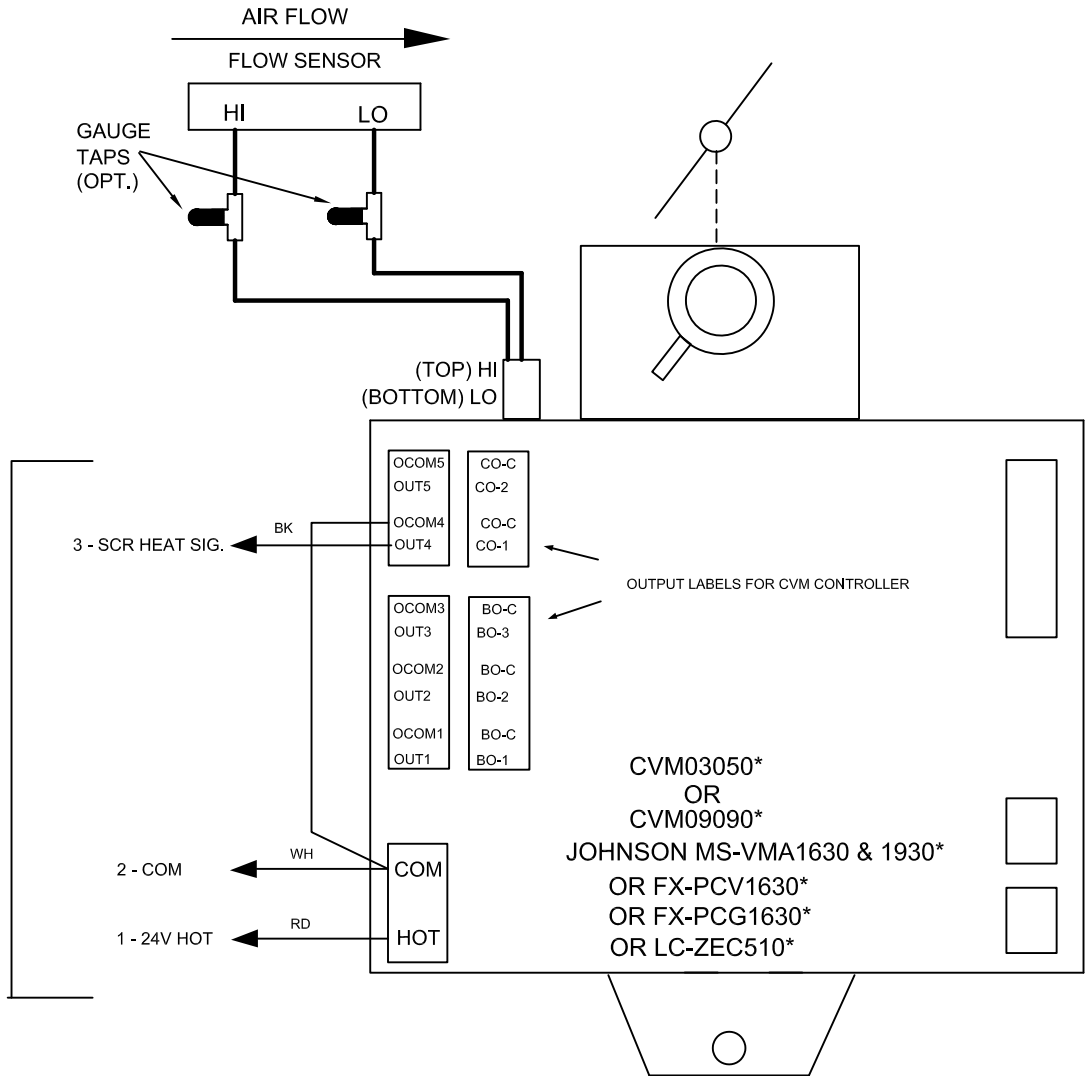 AIR FLOW
FLOW SENSOR
HI
LO
GAUGE
TAPS
(OPT.)
(TOP) HI
(BOTTOM) LO
OCOM5
CO-C
OUT5
CO-2
OCOM4
CO-C
OUT4
CO-1
BK
3 - SCR HEAT SIG.
OUTPUT LABELS FOR CVM CONTROLLER
OCOM3
BO-C
OUT3
BO-3
OCOM2
BO-C
OUT2
BO-2
OCOM1
BO-C
OUT1
BO-1
CVM03050*
OR
CVM09090*
JOHNSON MS-VMA1630 & 1930*
OR FX-PCV1630*
OR FX-PCG1630*
OR LC-ZEC510*
2 - COM
WH
COM
1 - 24V HOT
RD
HOT